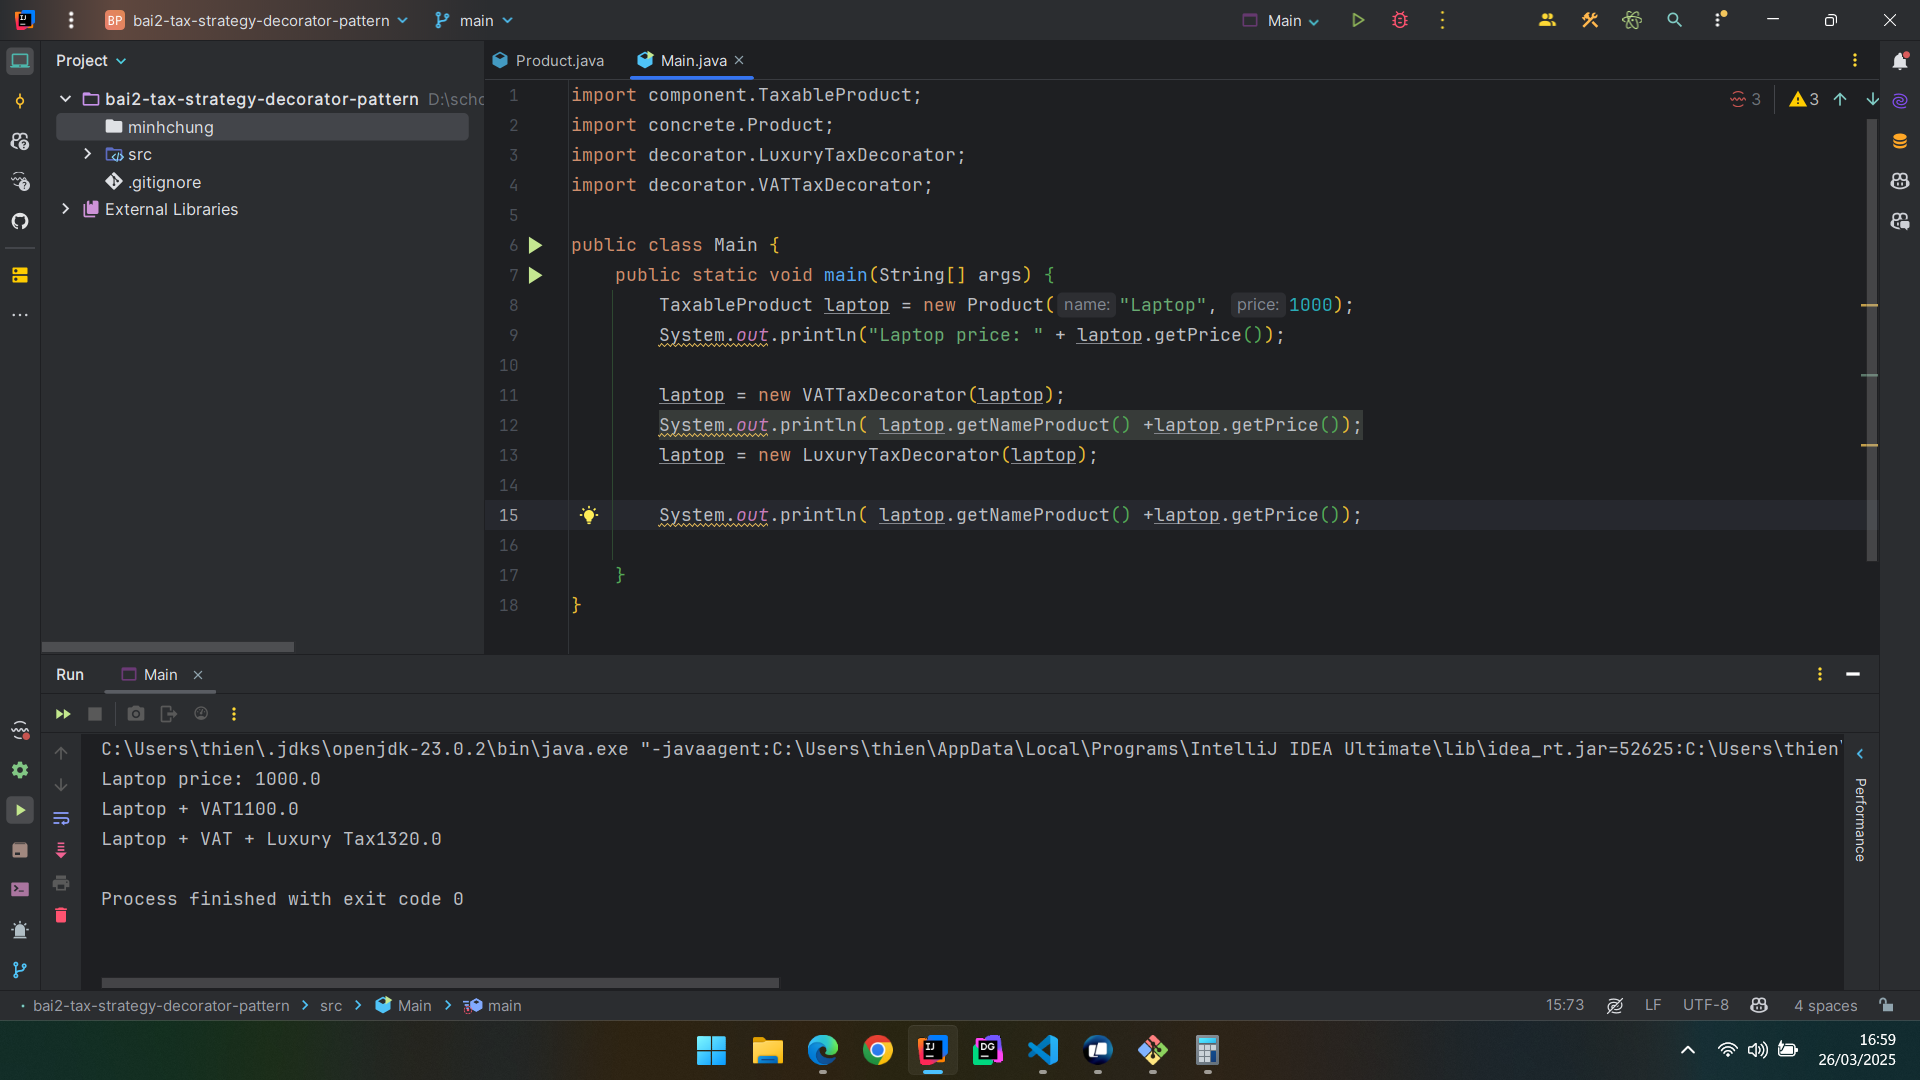 BP bai2-tax-strategy-decorator-pattern main Main
Project
bai2-tax-strategy-decorator-pattern D:\scho
minhchung
src
.gitignore
External Libraries
Product.java Main.java
3 3
1 import component.TaxableProduct;
2 import concrete.Product;
3 import decorator.LuxuryTaxDecorator;
4 import decorator.VATTaxDecorator;
5
6 public class Main {
7 public static void main(String[] args) {
8 TaxableProduct laptop = new Product( name: "Laptop", price: 1000);
9 System.out.println("Laptop price: " + laptop.getPrice());
10
11 laptop = new VATTaxDecorator(laptop);
12 System.out.println( laptop.getNameProduct() +laptop.getPrice());
13 laptop = new LuxuryTaxDecorator(laptop);
14
15 System.out.println( laptop.getNameProduct() +laptop.getPrice());
16
17 }
18 }
Run Main
C:\Users\thien\.jdks\openjdk-23.0.2\bin\java.exe "-javaagent:C:\Users\thien\AppData\Local\Programs\IntelliJ IDEA Ultimate\lib\idea_rt.jar=52625:C:\Users\thien\
Laptop price: 1000.0
Laptop + VAT1100.0
Laptop + VAT + Luxury Tax1320.0
Process finished with exit code 0
Performance
bai2-tax-strategy-decorator-pattern src Main main 15:73 LF UTF-8 4 spaces
16:59
26/03/2025